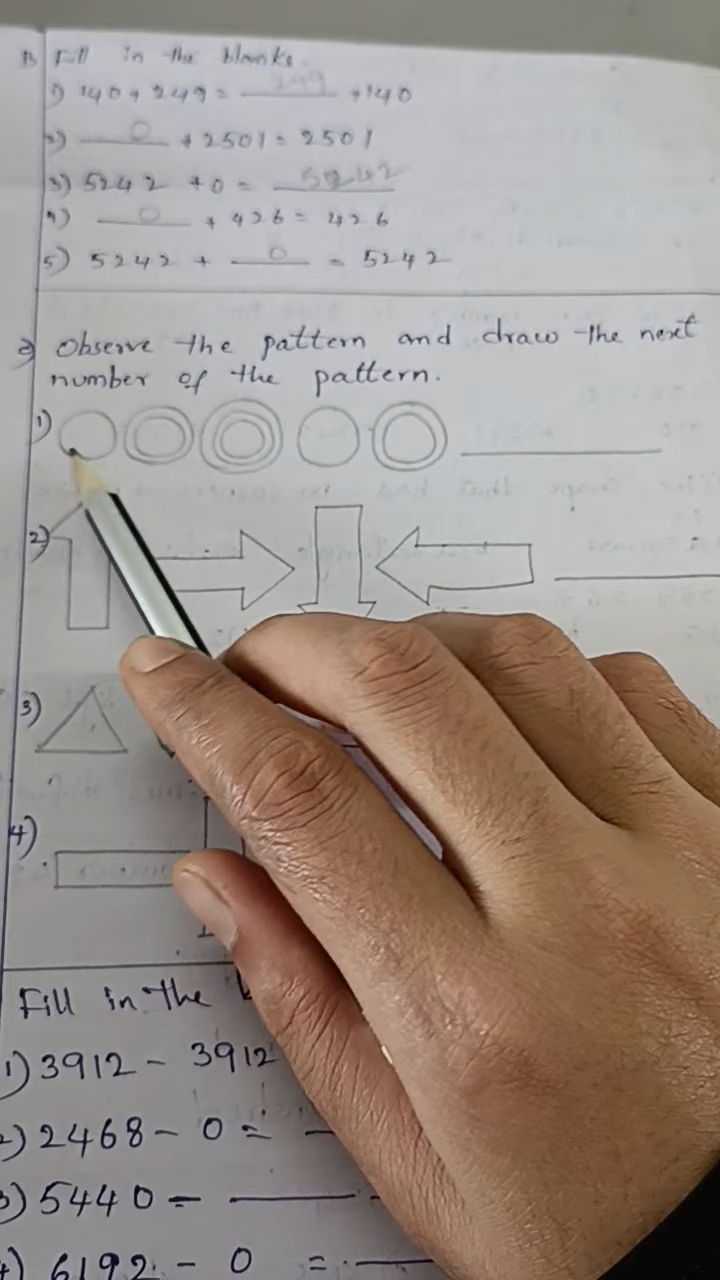 1) Fill in the blanks.
1) 140 + 249 = 249 + 140
2) 0 + 2501 = 2501
3) 5242 + 0 = 5242
4) 0 + 426 = 426
5) 5242 + 0 = 5242
2) Observe the pattern and draw the next
number of the pattern.
1)
2)
3)
4)
Fill in the
1) 3912 - 3912
2) 2468 - 0 =
3) 5440 -
4) 6192 - 0 =